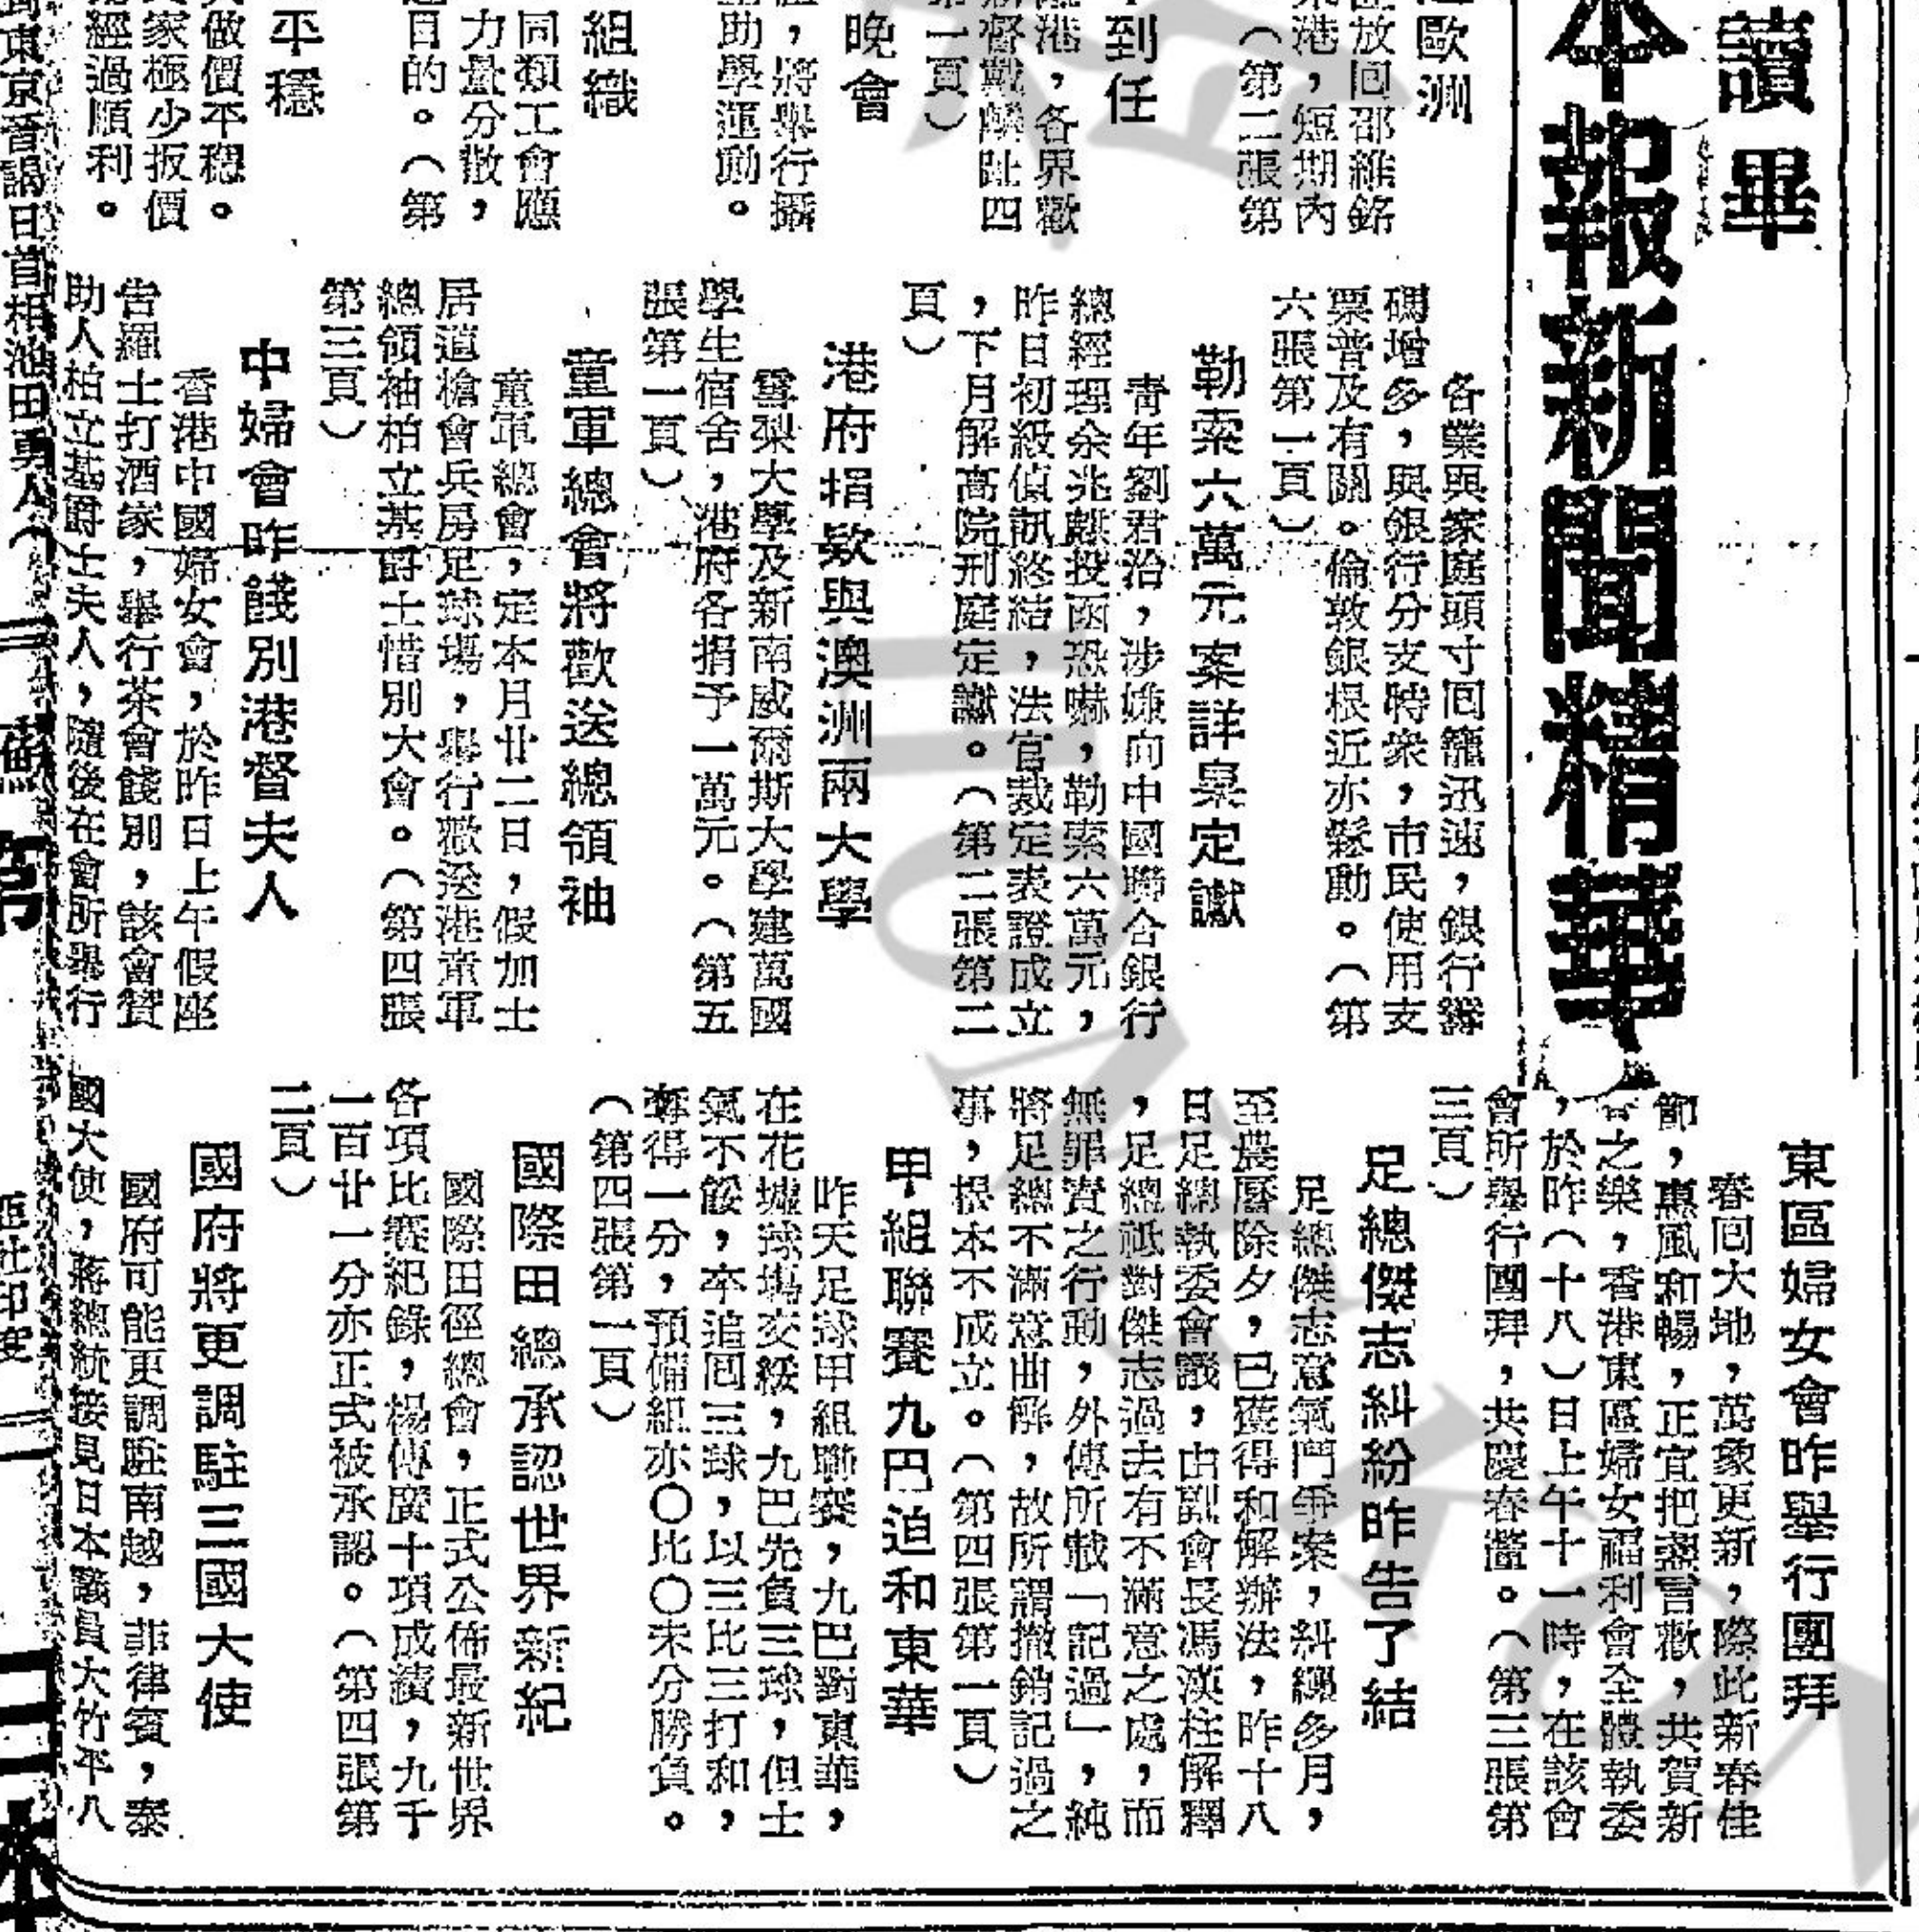 讀畢
本報新聞精華
歐洲
放回邵維銘
港，短期內
（第二張第
到任
港，各界歡
督戴麟趾四
第一頁）
晚會
，將舉行攝
助學運動。
組織
同類工會應
力量分散，
目的。（第
平穩
做價平穩。
家極少扳價
經過順利。
各業與家庭頭寸回籠迅速，銀行籌
碼增多，與銀行分支特衆，市民使用支
票普及有關。倫敦銀根近亦鬆動。（第
六張第一頁）
勒索六萬元案詳杲定讞
青年劉君治，涉嫌向中國聯合銀行
總經理余兆麒投函恐嚇，勒索六萬元，
昨日初級偵訊終結，法官裁定表證成立
，下月解高院刑庭定讞。（第二張第二
頁）
港府捐欵與澳洲兩大學
雪梨大學及新南威爾斯大學建萬國
學生宿舍，港府各捐予一萬元。（第五
張第一頁）
童軍總會將歡送總領袖
童軍總會，定本月廿二日，假加士
居道槍會兵房足球場，舉行歡送港童軍
總領袖柏立基爵士惜別大會。（第四張
第三頁）
中婦會昨餞別港督夫人
香港中國婦女會，於昨日上午假座
告羅士打酒家，舉行茶會餞別，該會贊
助人柏立基爵士夫人，隨後在會所舉行
東區婦女會昨舉行團拜
春回大地，萬象更新，際此新春佳
節，惠風和暢，正宜把盞言歡，共賀新
之樂，香港東區婦女福利會全體執委
，於昨（十八）日上午十一時，在該會
會所舉行團拜，共慶春釐。（第三張第
三頁）
足總傑志糾紛昨告了結
足總傑志意氣鬥爭案，糾纏多月，
至農曆除夕，已獲得和解辦法，昨十八
日足總執委會議，由副會長馮漢柱解釋
，足總祗對傑志過去有不滿意之處，而
無罪責之行動，外傳所載「記過」，純
將足總不滿意曲解，故所謂撤銷記過之
事，根本不成立。（第四張第一頁）
甲組聯賽九巴迫和東華
昨天足球甲組聯賽，九巴對東華，
在花墟球場交綏，九巴先負三球，但士
氣不餒，卒追回三球，以三比三打和，
奪得一分，預備組亦〇比〇未分勝負。
（第四張第一頁）
國際田總承認世界新紀
國際田徑總會，正式公佈最新世界
各項比賽紀錄，楊傳廣十項成績，九千
一百廿一分亦正式被承認。（第四張第
二頁）
國府將更調駐三國大使
國府可能更調駐南越，菲律賓，泰
國大使，蔣總統接見日本議員大竹平八
東京晋謁日首相池田勇人
第
日本
HONG KON